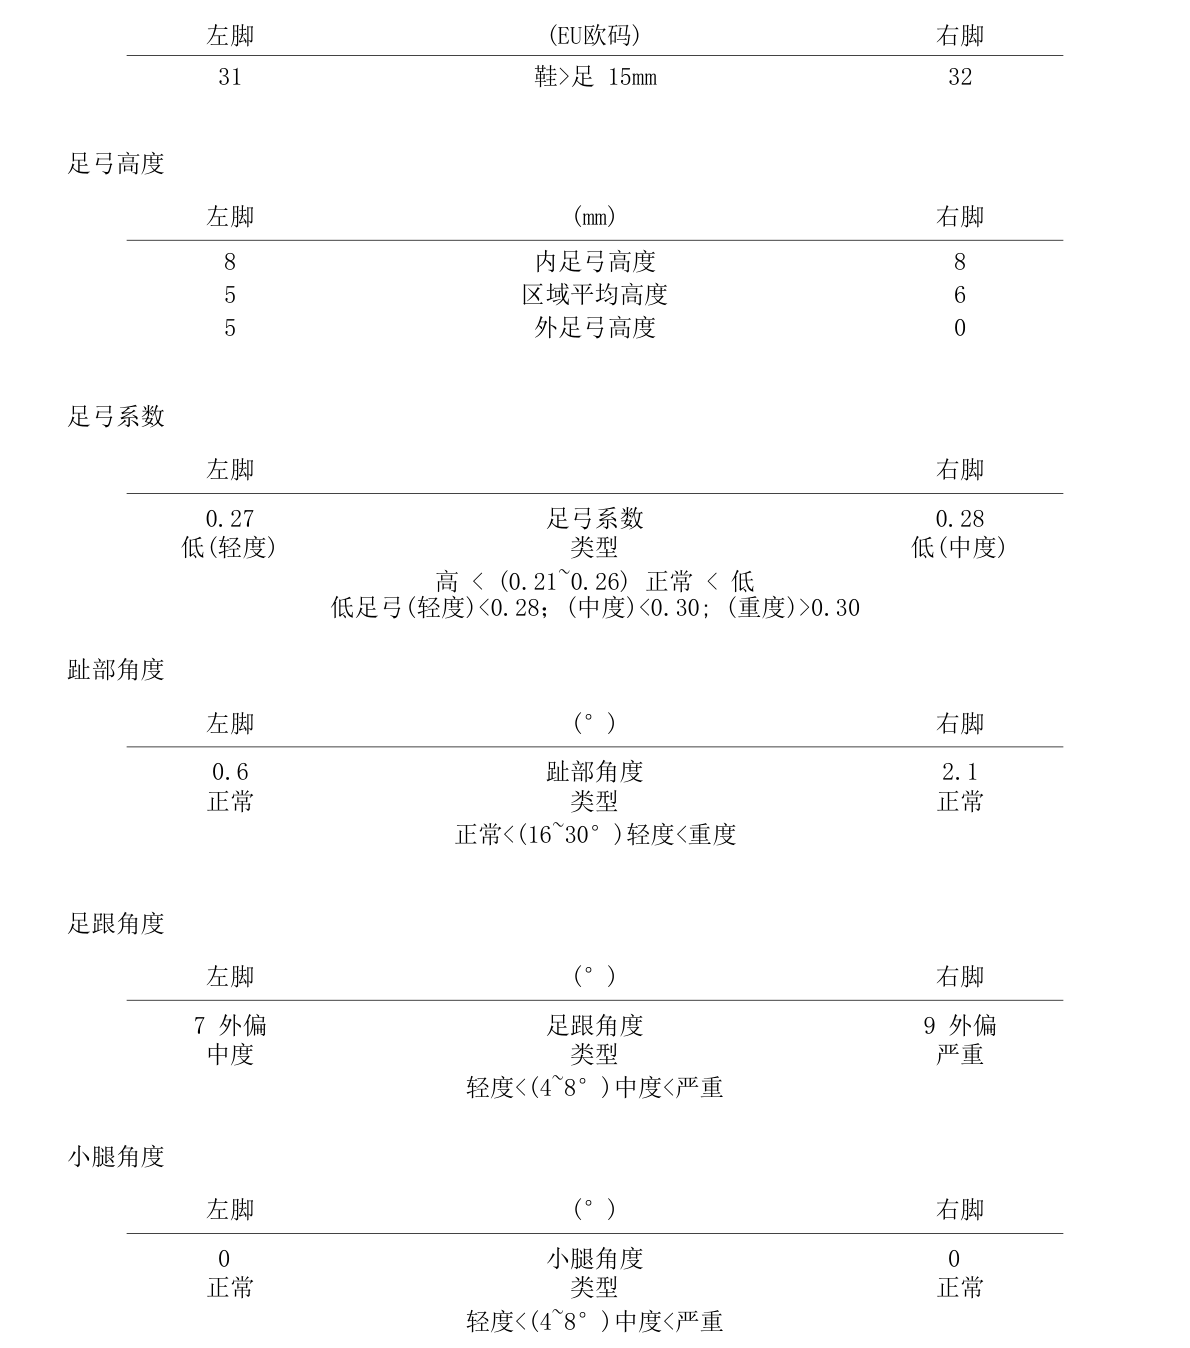 左脚 (EU欧码) 右脚
31 鞋>足 15mm 32
足弓高度
左脚 (mm) 右脚
8 内足弓高度 8
5 区域平均高度 6
5 外足弓高度 0
足弓系数
左脚 右脚
0.27 足弓系数 0.28
低(轻度) 类型 低(中度)
高 < (0.21~0.26) 正常 < 低
低足弓(轻度)<0.28; (中度)<0.30; (重度)>0.30
趾部角度
左脚 (°) 右脚
0.6 趾部角度 2.1
正常 类型 正常
正常<(16~30°)轻度<重度
足跟角度
左脚 (°) 右脚
7 外偏 足跟角度 9 外偏
中度 类型 严重
轻度<(4~8°)中度<严重
小腿角度
左脚 (°) 右脚
0 小腿角度 0
正常 类型 正常
轻度<(4~8°)中度<严重